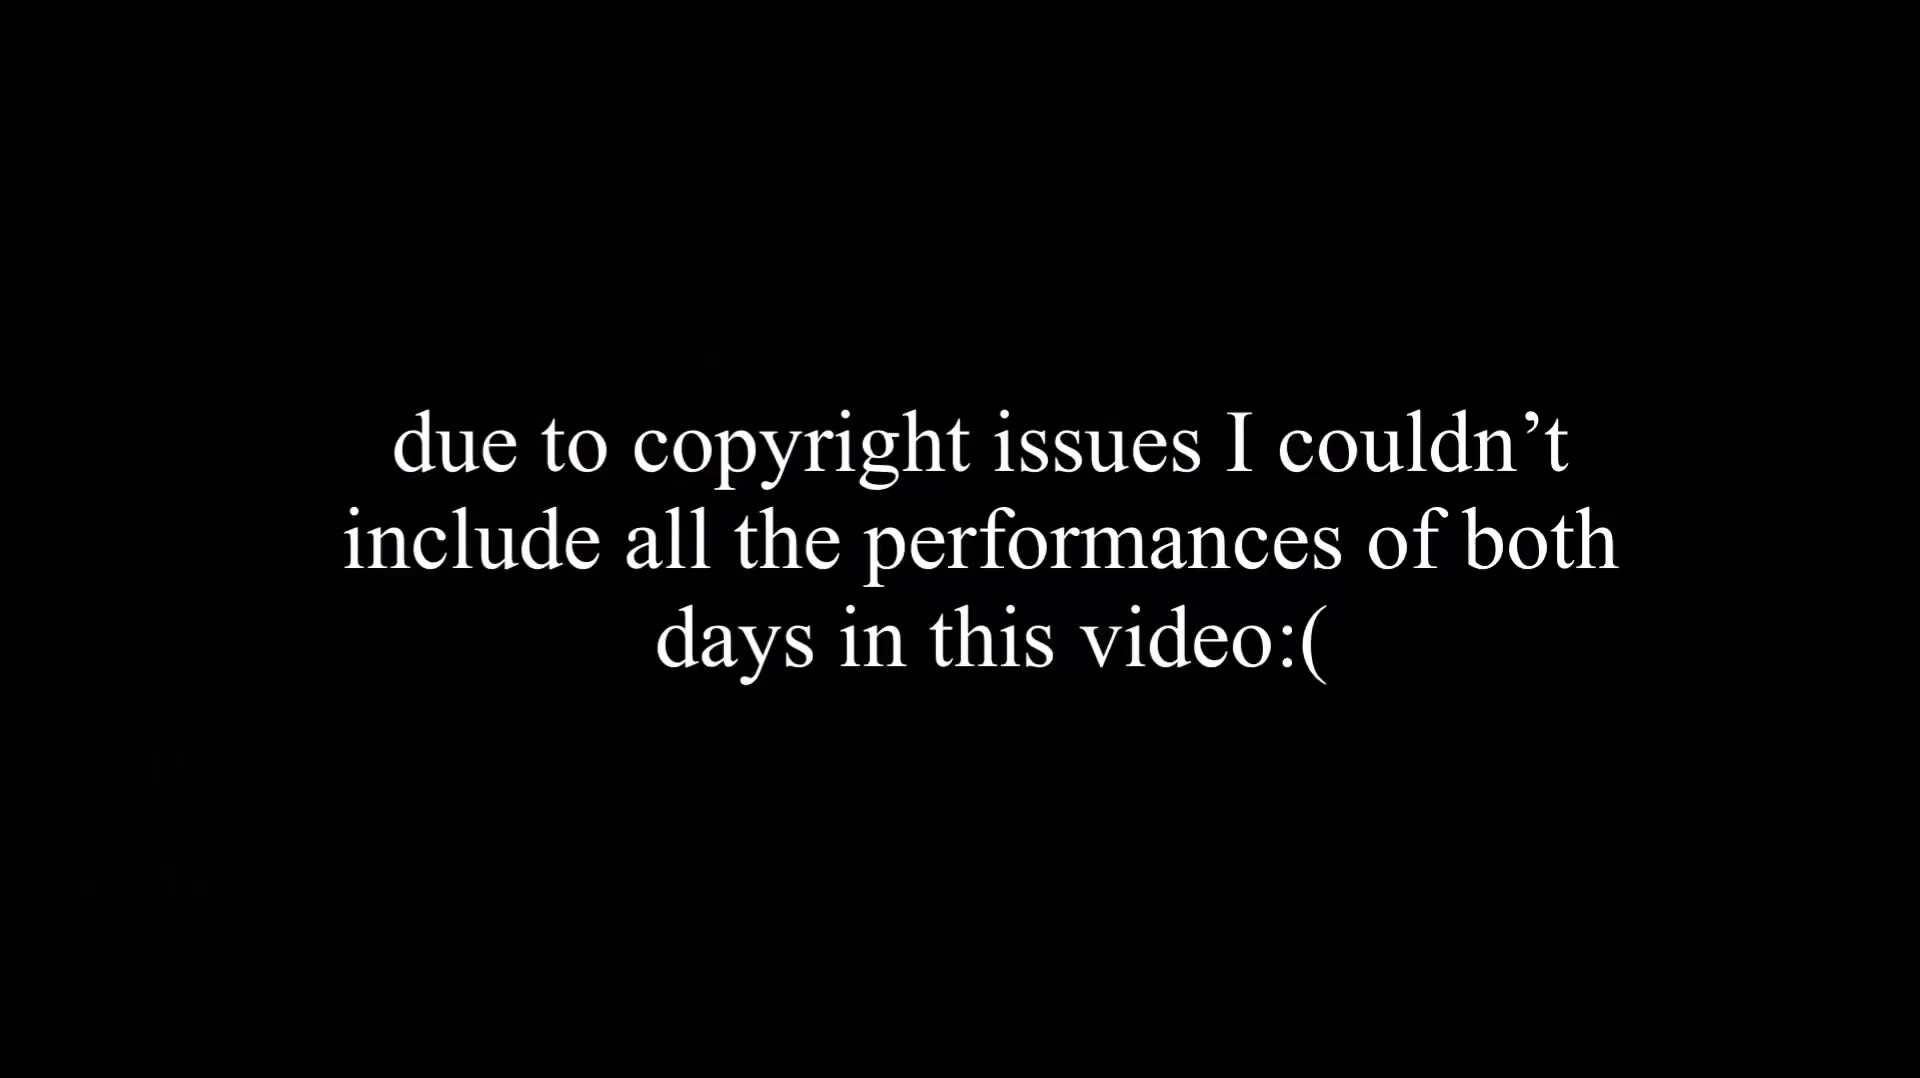 due to copyright issues I couldn’t
include all the performances of both
days in this video:(